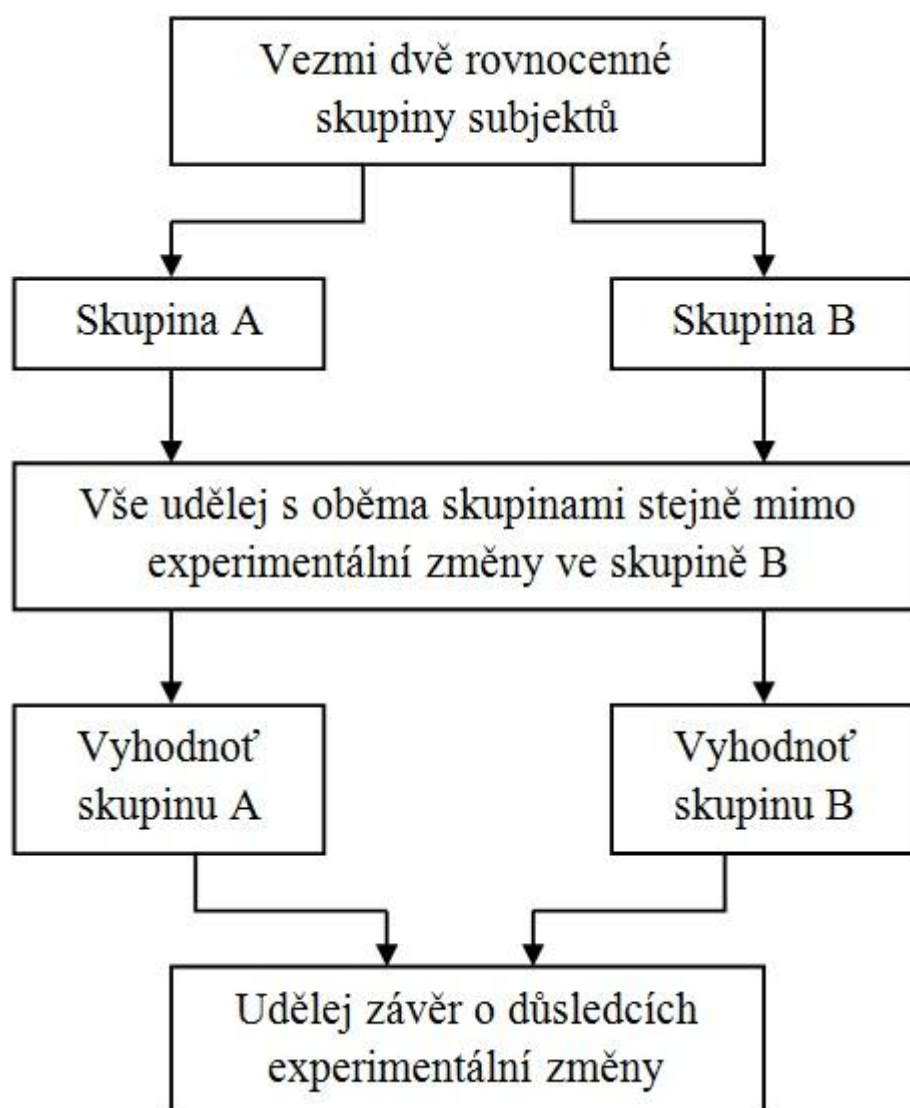 Vezmi dvě rovnocenné
skupiny subjektů
Skupina A
Skupina B
Vše udělej s oběma skupinami stejně mimo
experimentální změny ve skupině B
Vyhodnoť
skupinu A
Vyhodnoť
skupinu B
Udělej závěr o důsledcích
experimentální změny